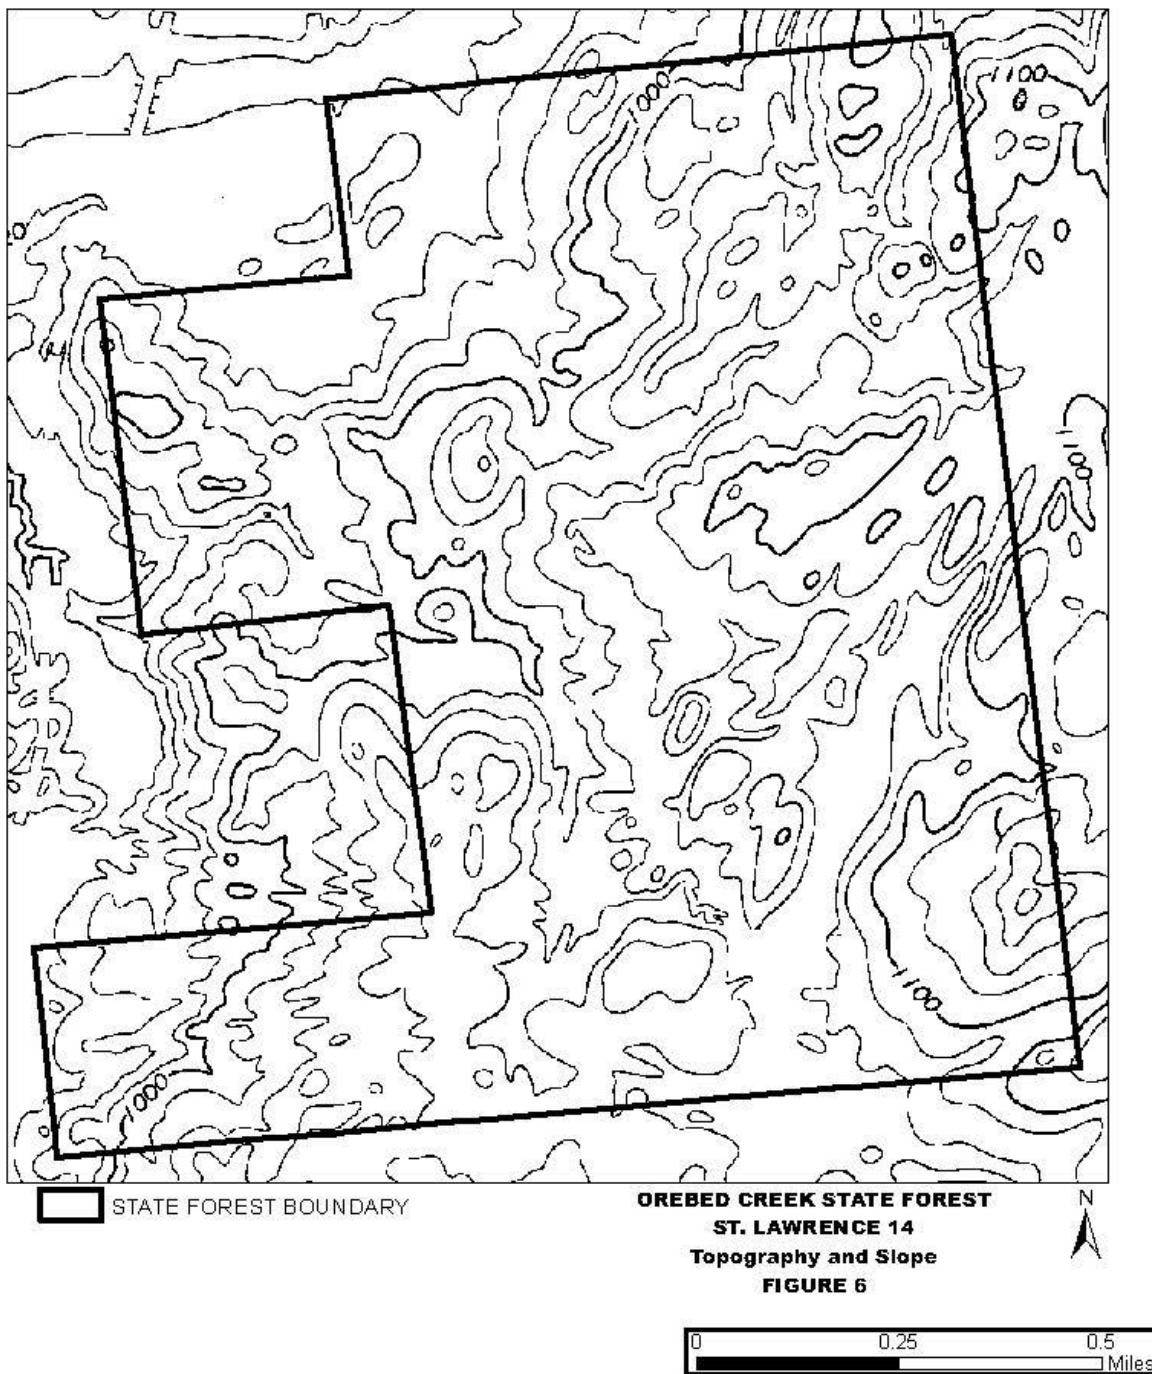 1000
1100
1100
1100
1000
STATE FOREST BOUNDARY
OREBED CREEK STATE FOREST
ST. LAWRENCE 14
Topography and Slope
FIGURE 6
N
0 0.25 0.5
Miles